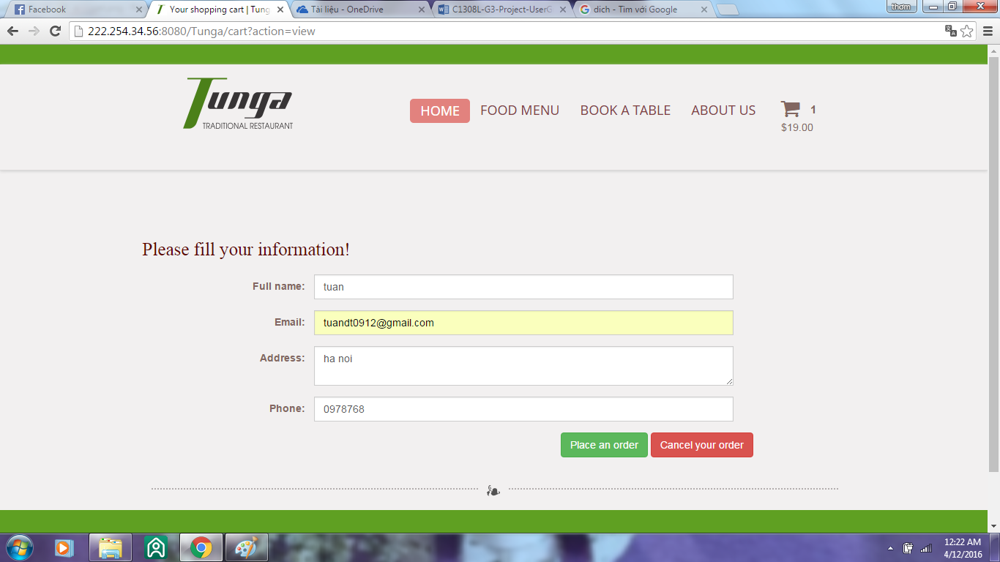 Facebook
Your shopping cart | Tung
Tài liệu - OneDrive
C1308L-G3-Project-UserG
dich - Tìm với Google
thom
222.254.34.56:8080/Tunga/cart?action=view
Tunga
TRADITIONAL RESTAURANT
HOME
FOOD MENU
BOOK A TABLE
ABOUT US
1
$19.00
Please fill your information!
Full name:
tuan
Email:
tuandt0912@gmail.com
Address:
ha noi
Phone:
0978768
Place an order
Cancel your order
12:22 AM
4/12/2016